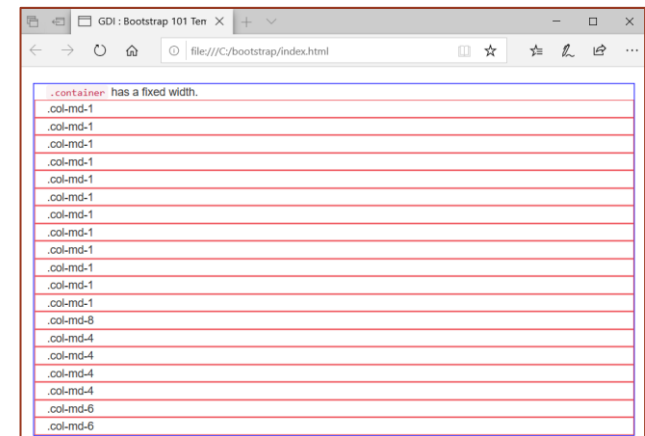 GDI : Bootstrap 101 Tem
file:///C:/bootstrap/index.html
.container has a fixed width.
.col-md-1
.col-md-1
.col-md-1
.col-md-1
.col-md-1
.col-md-1
.col-md-1
.col-md-1
.col-md-1
.col-md-1
.col-md-1
.col-md-1
.col-md-8
.col-md-4
.col-md-4
.col-md-4
.col-md-4
.col-md-6
.col-md-6